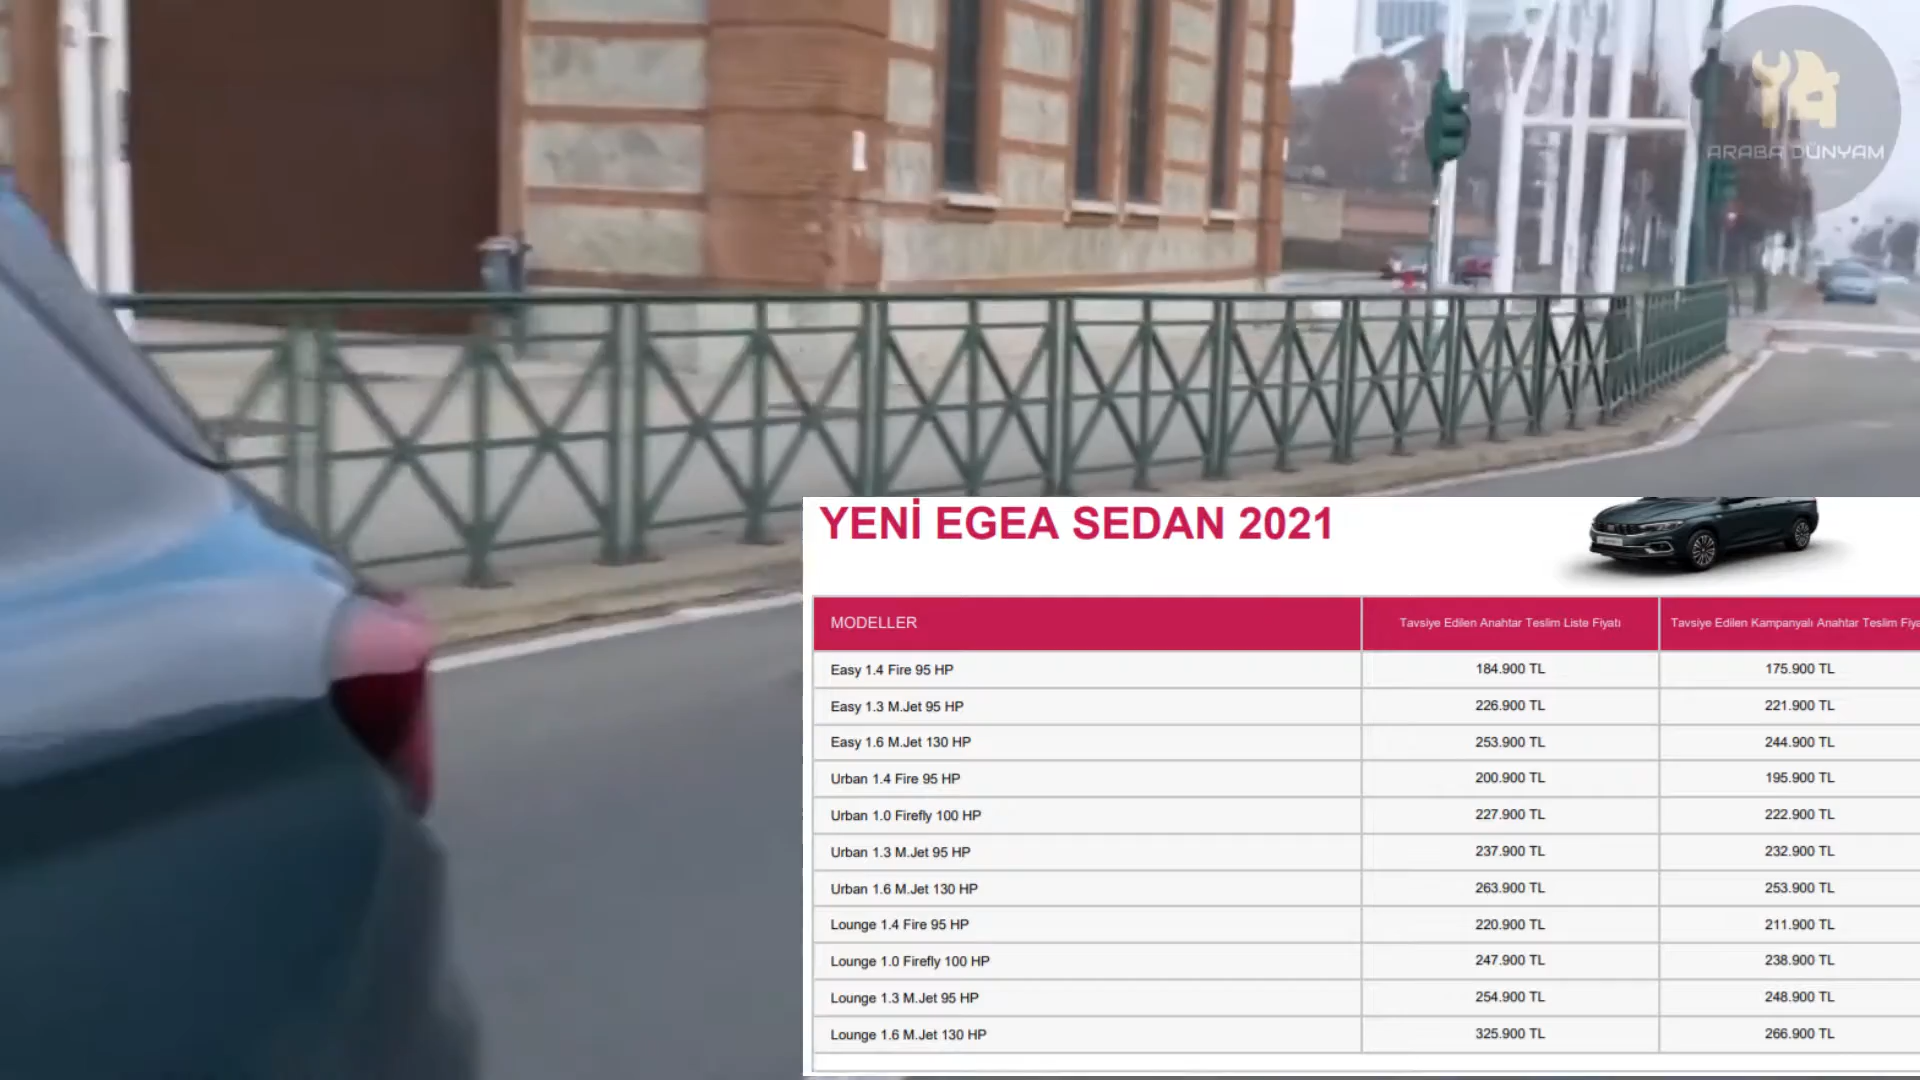 ARABA DÜNYAM
YENİ EGEA SEDAN 2021
MODELLER Tavsiye Edilen Anahtar Teslim Liste Fiyatı Tavsiye Edilen Kampanyalı Anahtar Teslim
Easy 1.4 Fire 95 HP 184.900 TL 175.900 TL
Easy 1.3 M.Jet 95 HP 226.900 TL 221.900 TL
Easy 1.6 M.Jet 130 HP 253.900 TL 244.900 TL
Urban 1.4 Fire 95 HP 200.900 TL 195.900 TL
Urban 1.0 Firefly 100 HP 227.900 TL 222.900 TL
Urban 1.3 M.Jet 95 HP 237.900 TL 232.900 TL
Urban 1.6 M.Jet 130 HP 263.900 TL 253.900 TL
Lounge 1.4 Fire 95 HP 220.900 TL 211.900 TL
Lounge 1.0 Firefly 100 HP 247.900 TL 238.900 TL
Lounge 1.3 M.Jet 95 HP 254.900 TL 248.900 TL
Lounge 1.6 M.Jet 130 HP 325.900 TL 266.900 TL